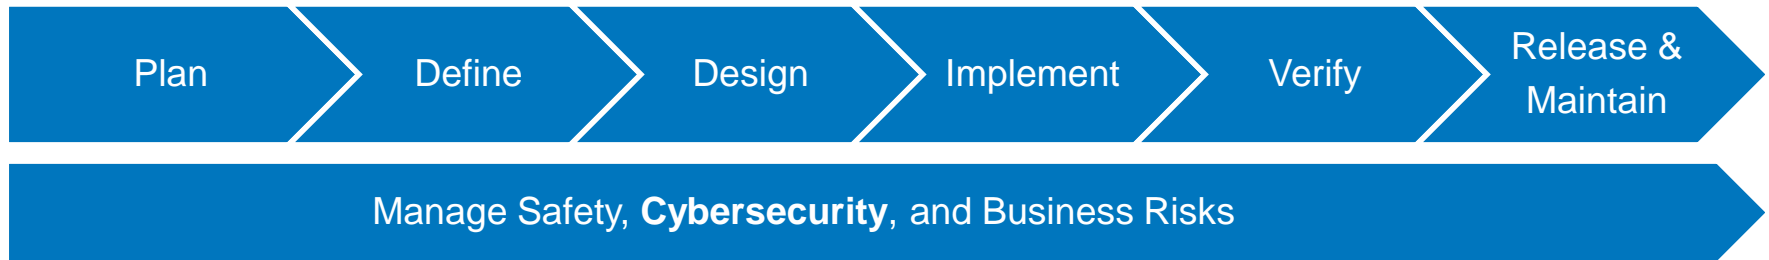 Plan
Define
Design
Implement
Verify
Release &
Maintain
Manage Safety, Cybersecurity, and Business Risks